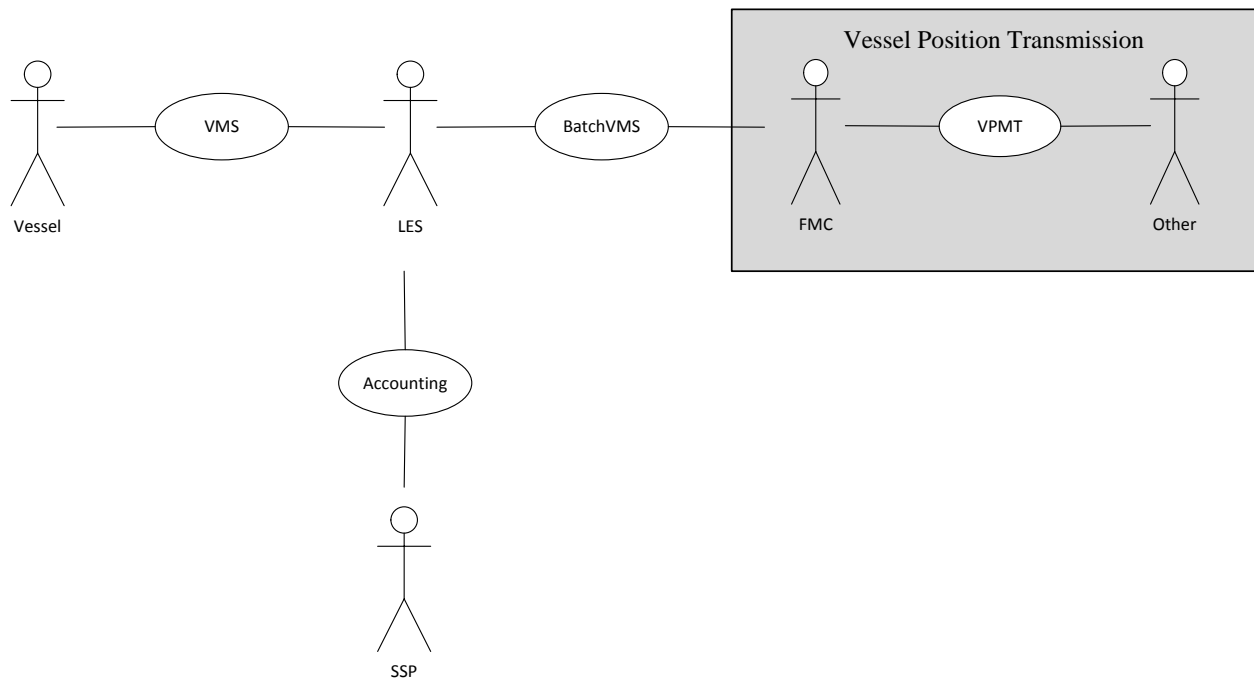 Vessel Position Transmission
VMS
BatchVMS
VPMT
Vessel
LES
FMC
Other
Accounting
SSP